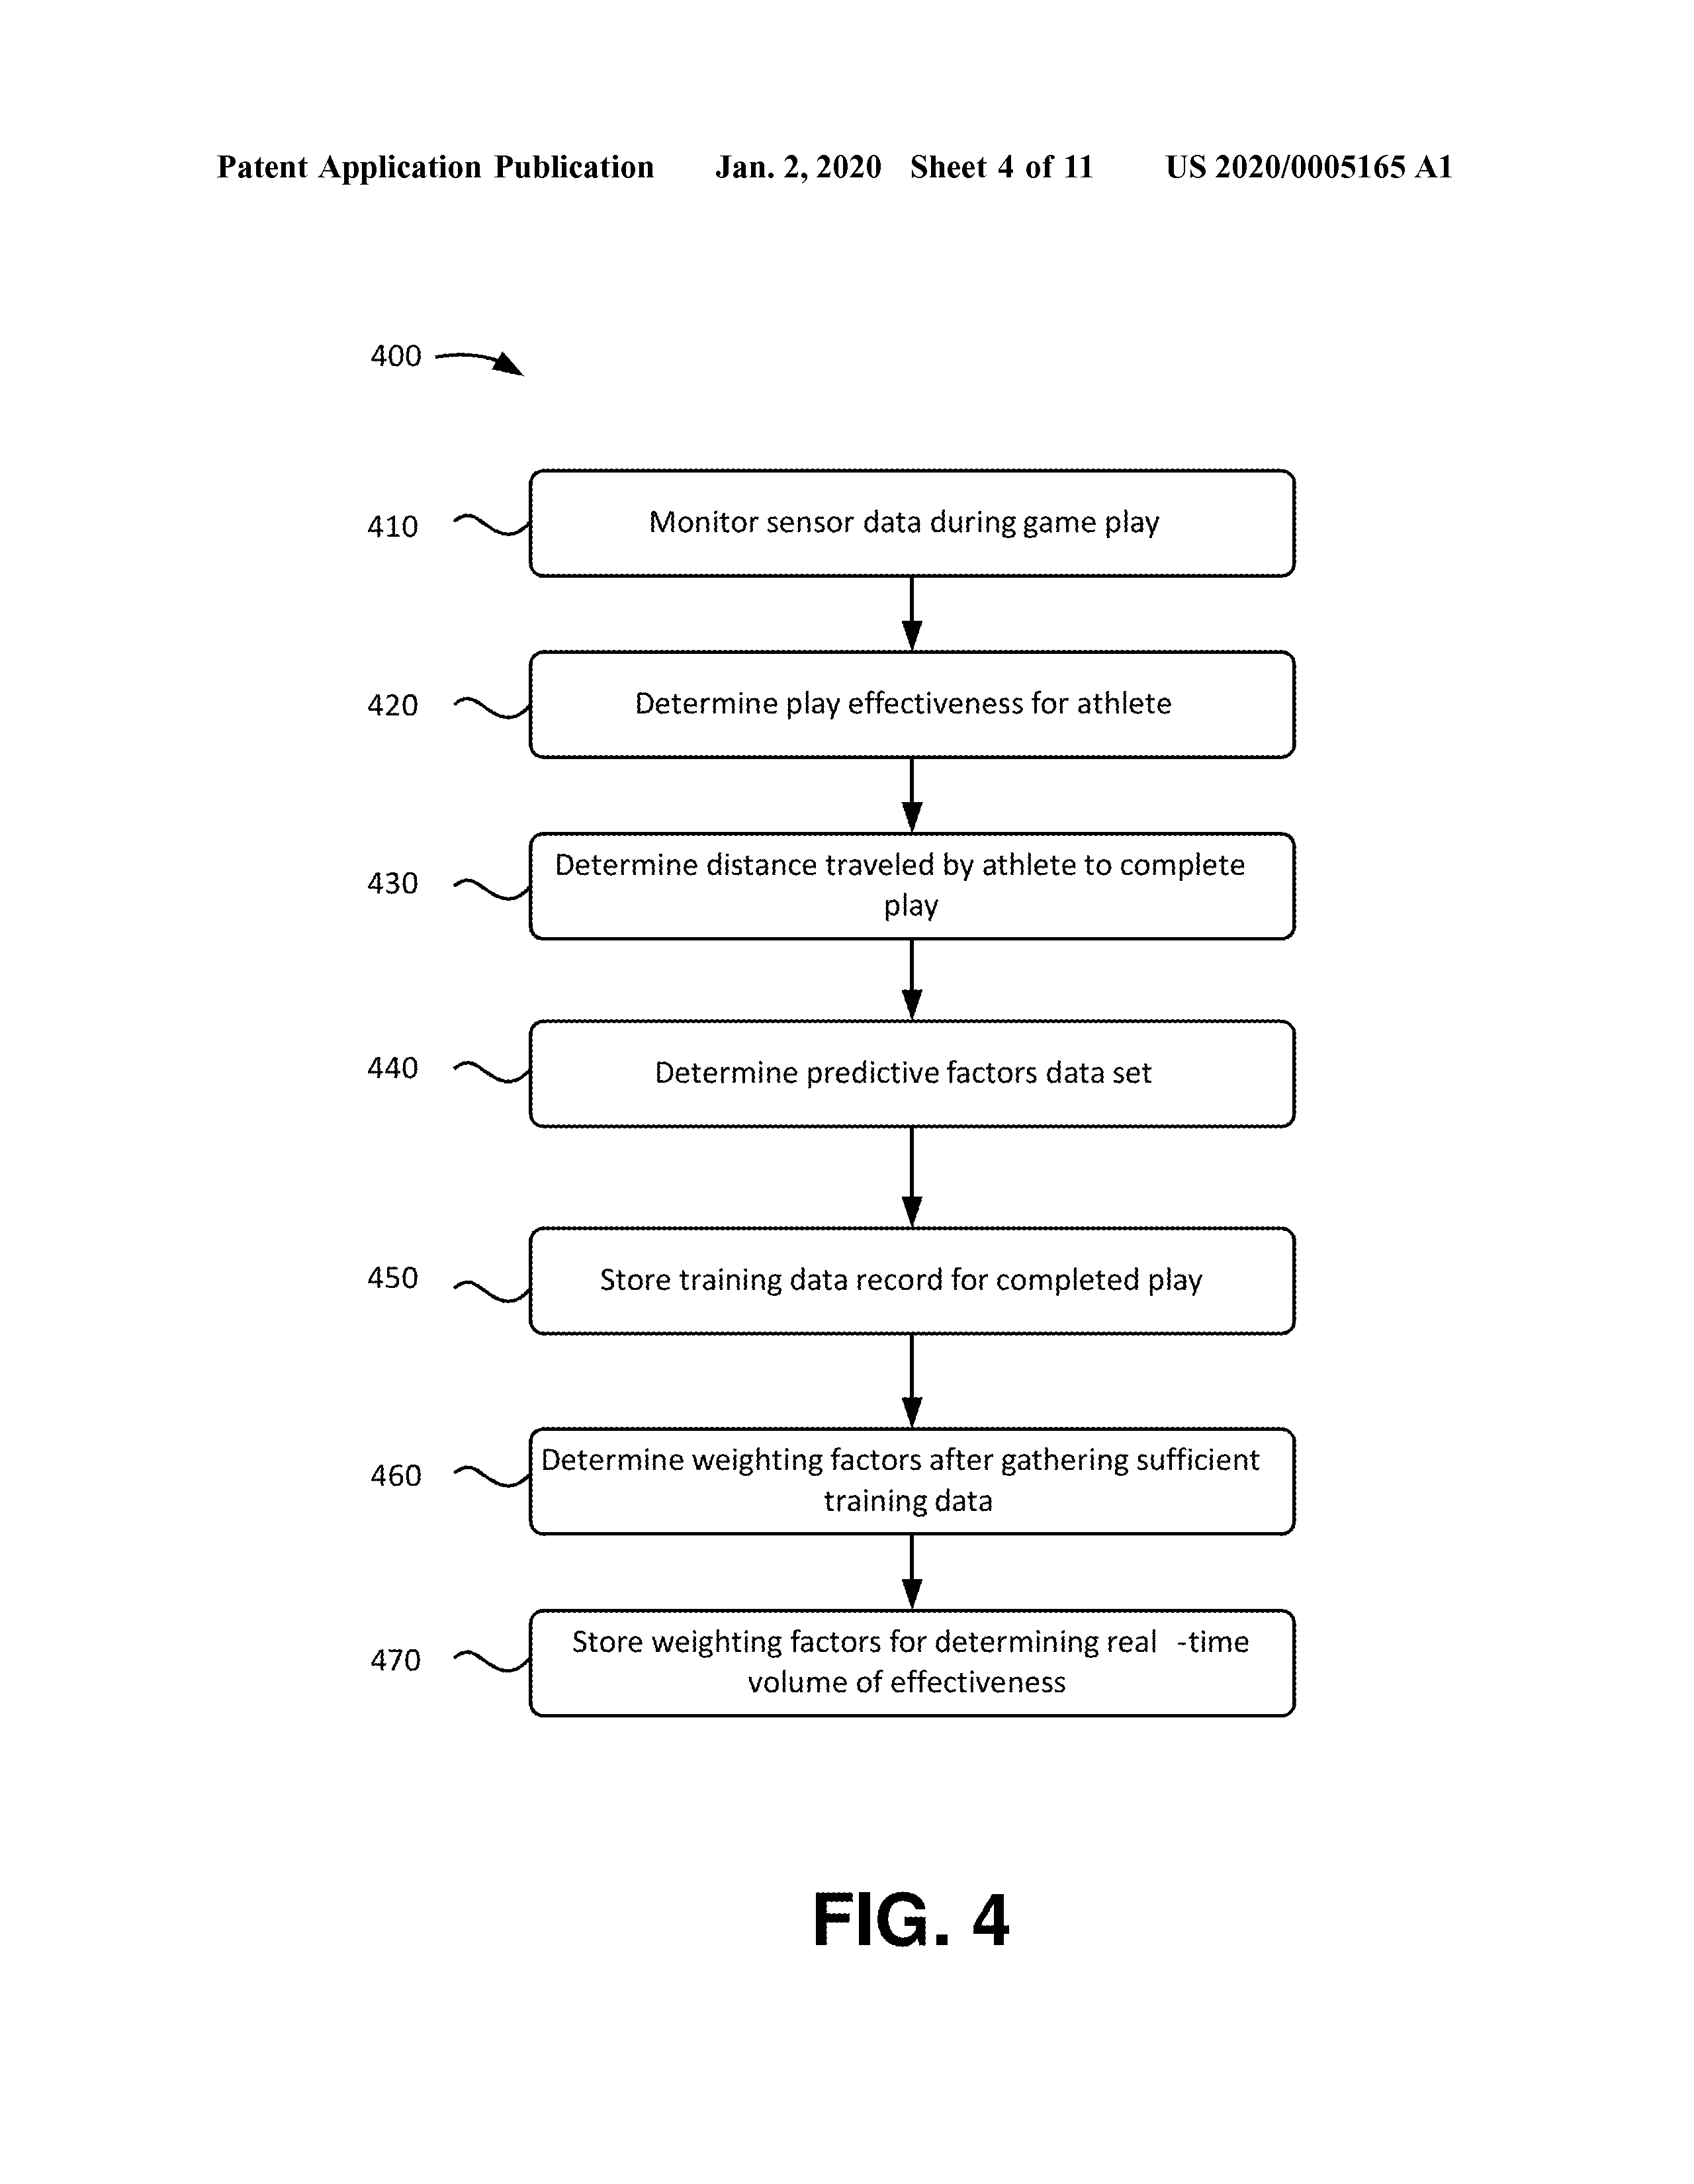 Patent Application Publication Jan. 2, 2020 Sheet 4 of 11 US 2020/0005165 A1
400
410 Monitor sensor data during game play
420 Determine play effectiveness for athlete
430 Determine distance traveled by athlete to complete
play
440 Determine predictive factors data set
450 Store training data record for completed play
460 Determine weighting factors after gathering sufficient
training data
470 Store weighting factors for determining real -time
volume of effectiveness
FIG. 4